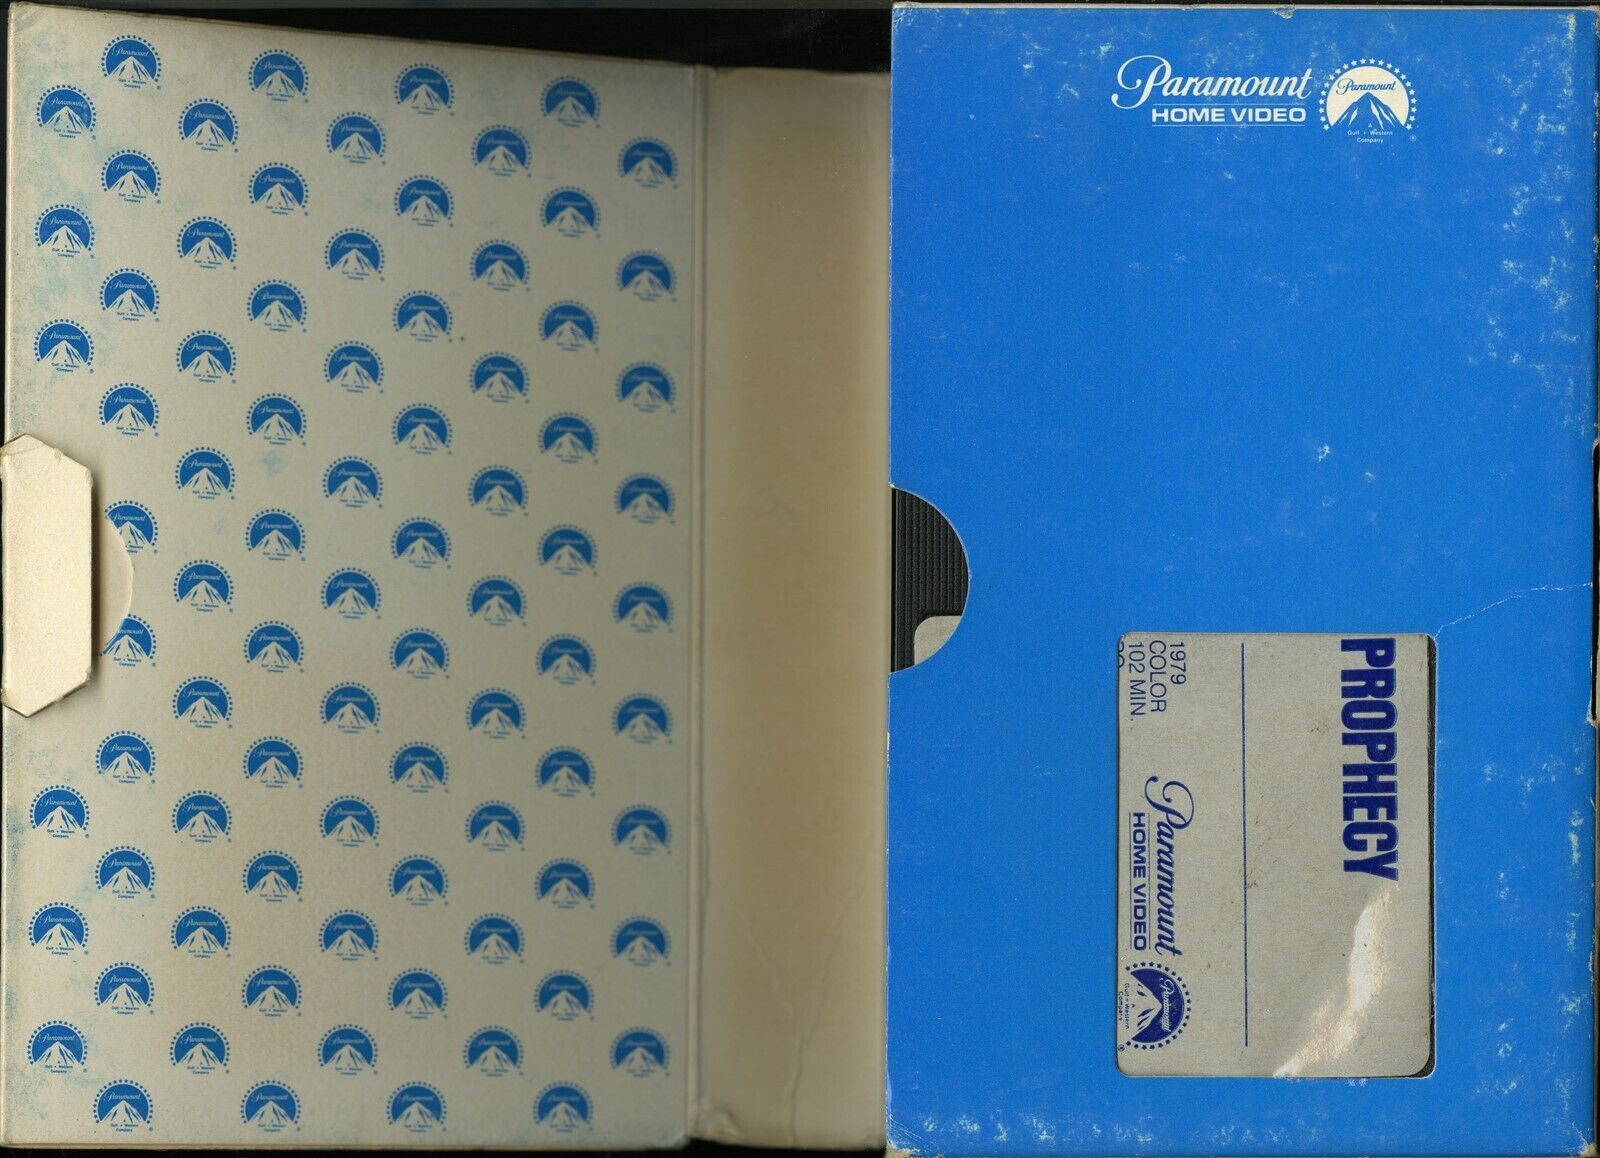 Paramount
HOME VIDEO
Paramount
A
Gulf + Western
Company
PROPHECY
1979
COLOR
102 MIN.
Paramount
HOME VIDEO
Paramount
A
Gulf + Western
Company